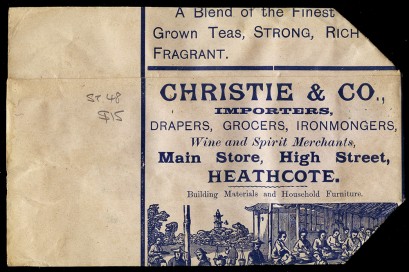 A Blend of the Finest
Grown Teas, STRONG, RICH
FRAGRANT.
St. 48
$15
CHRISTIE & CO.,
IMPORTERS,
DRAPERS, GROCERS, IRONMONGERS,
Wine and Spirit Merchants,
Main Store, High Street,
HEATHCOTE.
Building Materials and Household Furniture.